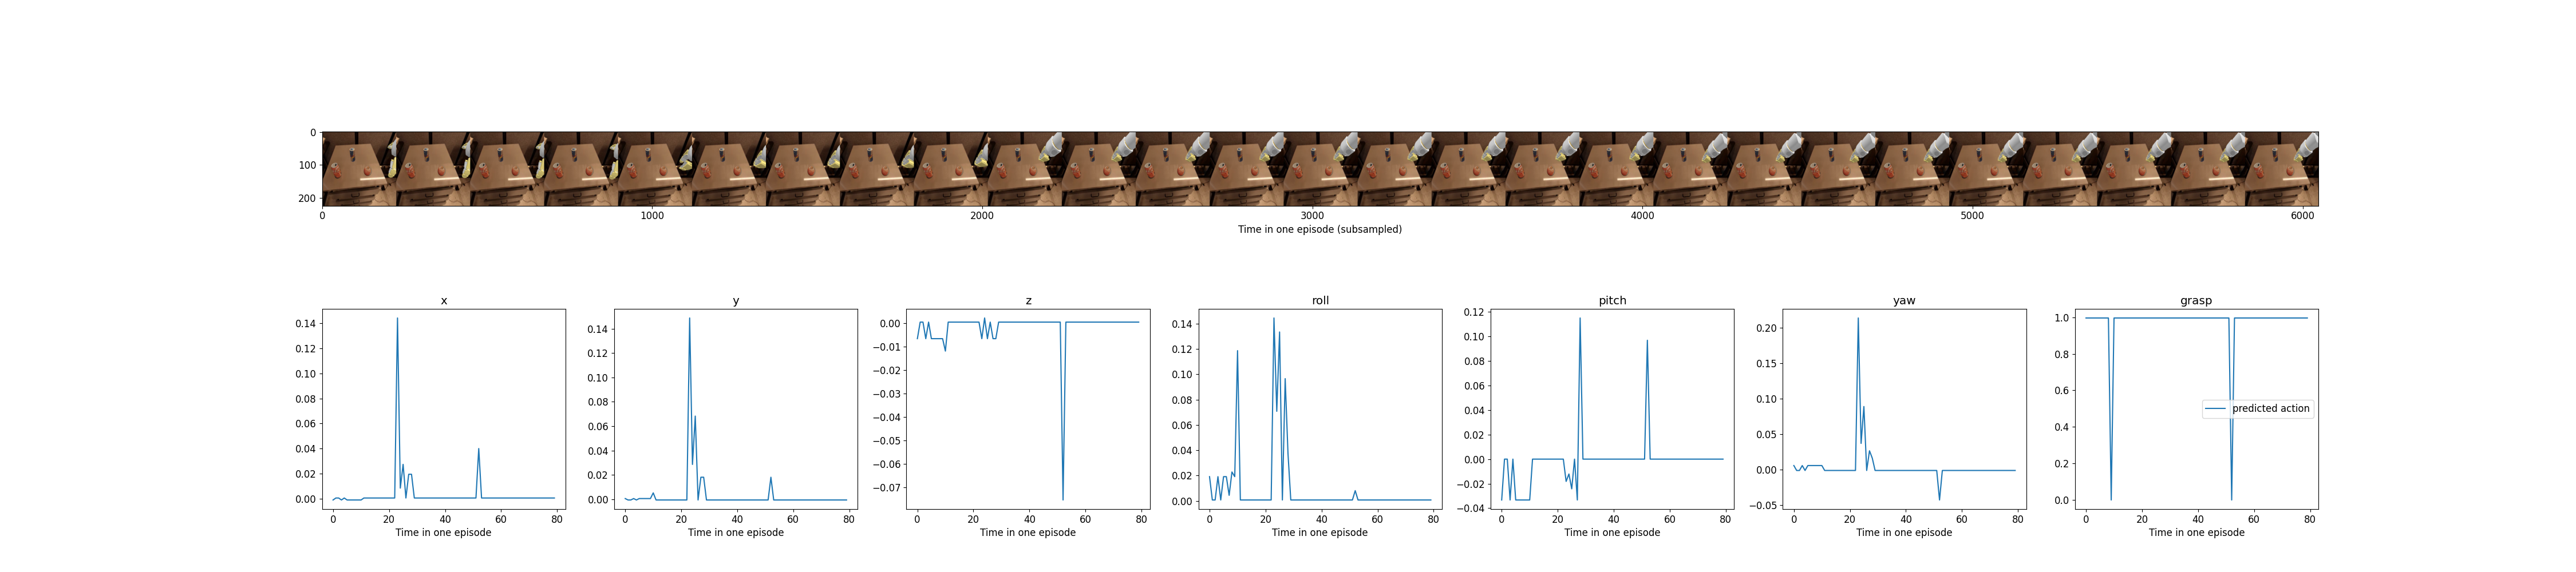 0
100
200
0 1000 2000 3000 4000 5000 6000
Time in one episode (subsampled)
x
0.14
0.12
0.10
0.08
0.06
0.04
0.02
0.00
0 20 40 60 80
Time in one episode
y
0.14
0.12
0.10
0.08
0.06
0.04
0.02
0.00
0 20 40 60 80
Time in one episode
z
0.00
−0.01
−0.02
−0.03
−0.04
−0.05
−0.06
−0.07
0 20 40 60 80
Time in one episode
roll
0.14
0.12
0.10
0.08
0.06
0.04
0.02
0.00
0 20 40 60 80
Time in one episode
pitch
0.12
0.10
0.08
0.06
0.04
0.02
0.00
−0.02
−0.04
0 20 40 60 80
Time in one episode
yaw
0.20
0.15
0.10
0.05
0.00
−0.05
0 20 40 60 80
Time in one episode
grasp
1.0
0.8
0.6
0.4
0.2
0.0
predicted action
0 20 40 60 80
Time in one episode